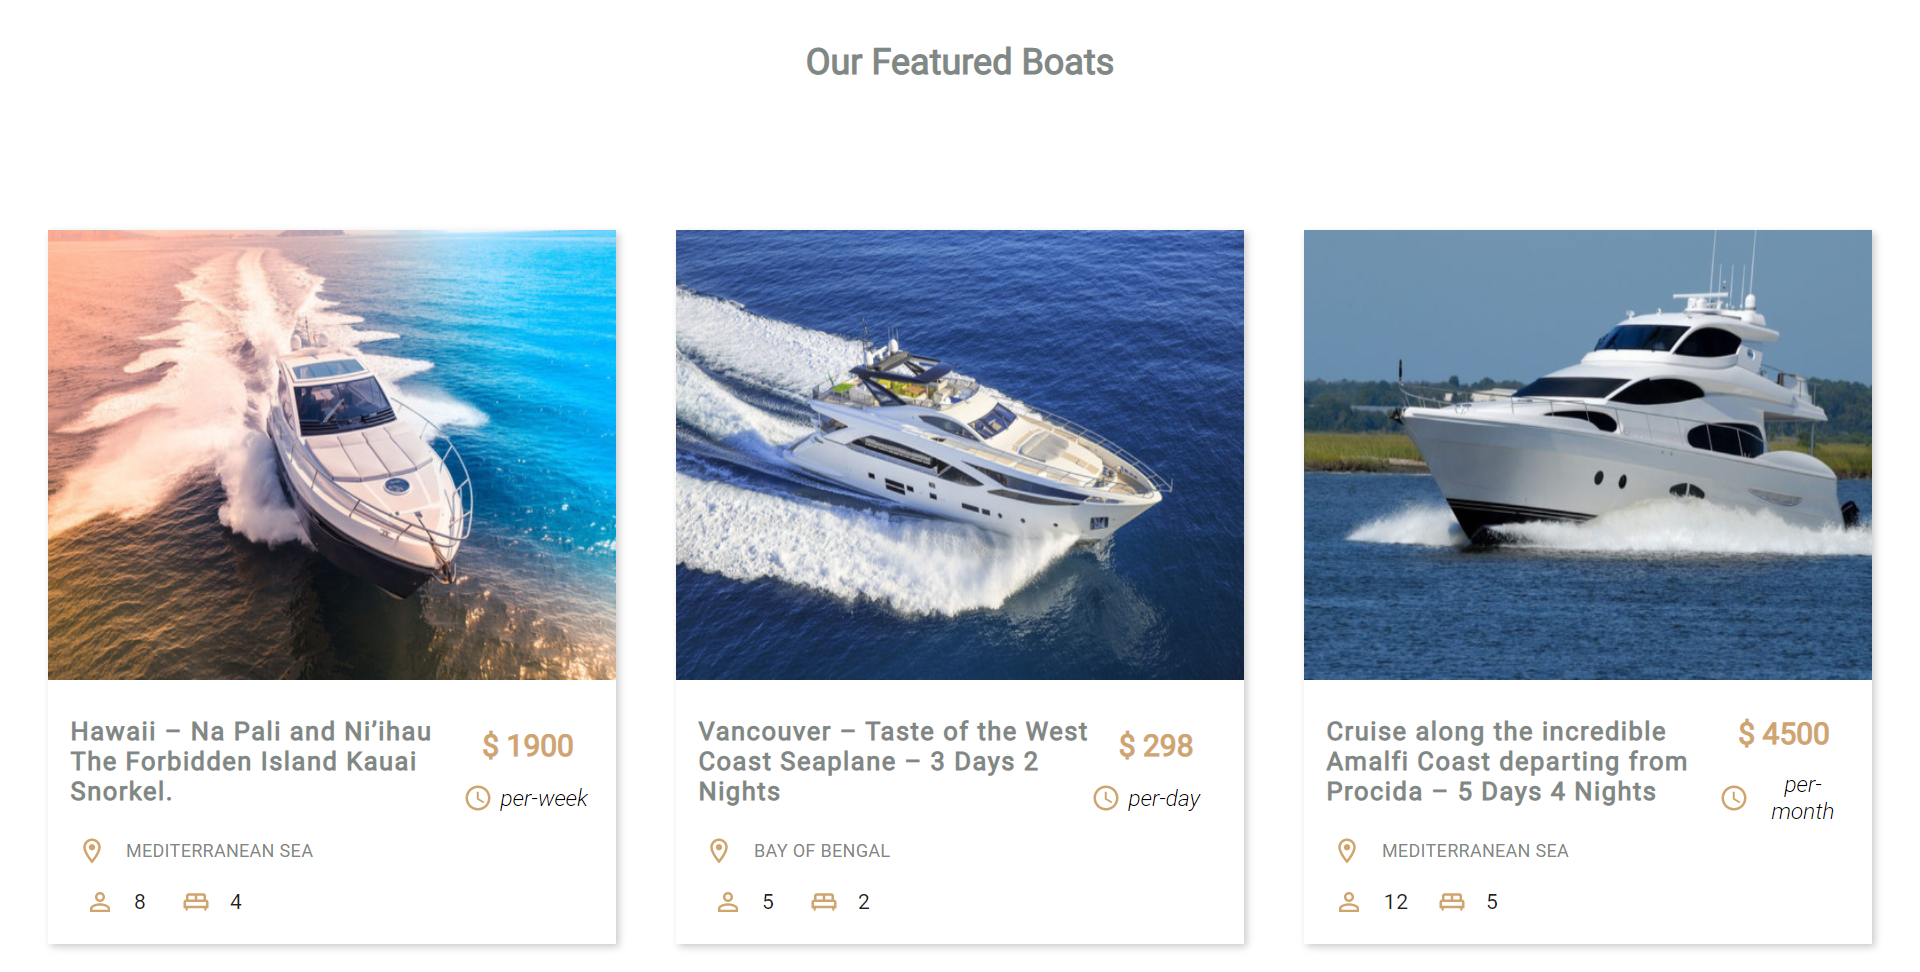 Our Featured Boats
Hawaii – Na Pali and Ni’ihau
The Forbidden Island Kauai
Snorkel.
$ 1900
per-week
MEDITERRANEAN SEA
8 4
Vancouver – Taste of the West
Coast Seaplane – 3 Days 2
Nights
$ 298
per-day
BAY OF BENGAL
5 2
Cruise along the incredible
Amalfi Coast departing from
Procida – 5 Days 4 Nights
$ 4500
per-
month
MEDITERRANEAN SEA
12 5